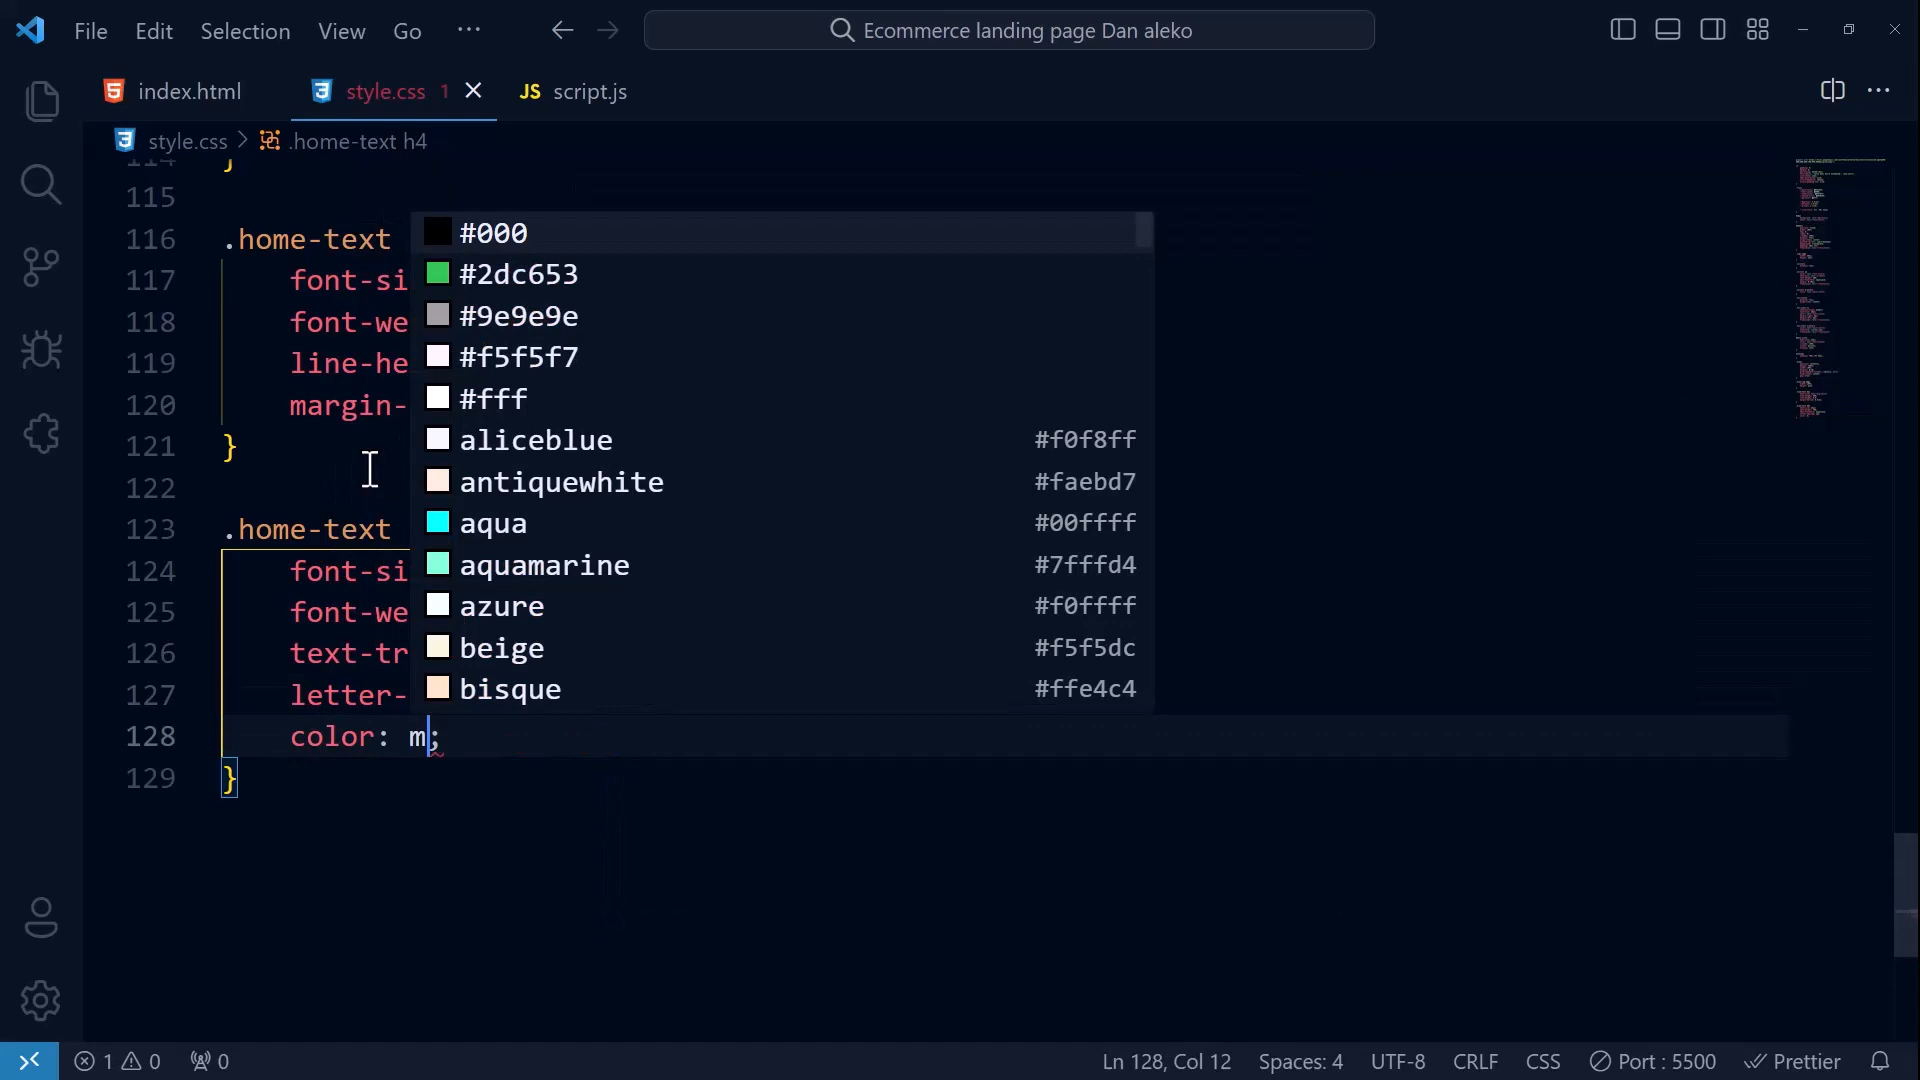 File Edit Selection View Go ··· Ecommerce landing page Dan aleko
index.html style.css 1 JS script.js
style.css > .home-text h4
114 }
115
116 .home-text
117 font-si
118 font-we
119 line-he
120 margin-
121 }
122
123 .home-text
124 font-si
125 font-we
126 text-tr
127 letter-
128 color: m;
129 }
#000
#2dc653
#9e9e9e
#f5f5f7
#fff
aliceblue #f0f8ff
antiquewhite #faebd7
aqua #00ffff
aquamarine #7fffd4
azure #f0ffff
beige #f5f5dc
bisque #ffe4c4
1 0 0 Ln 128, Col 12 Spaces: 4 UTF-8 CRLF CSS Port : 5500 Prettier